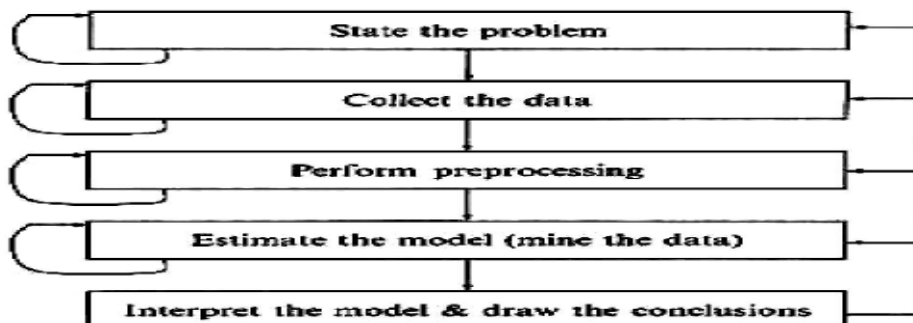 State the problem
Collect the data
Perform preprocessing
Estimate the model (mine the data)
Interpret the model & draw the conclusions